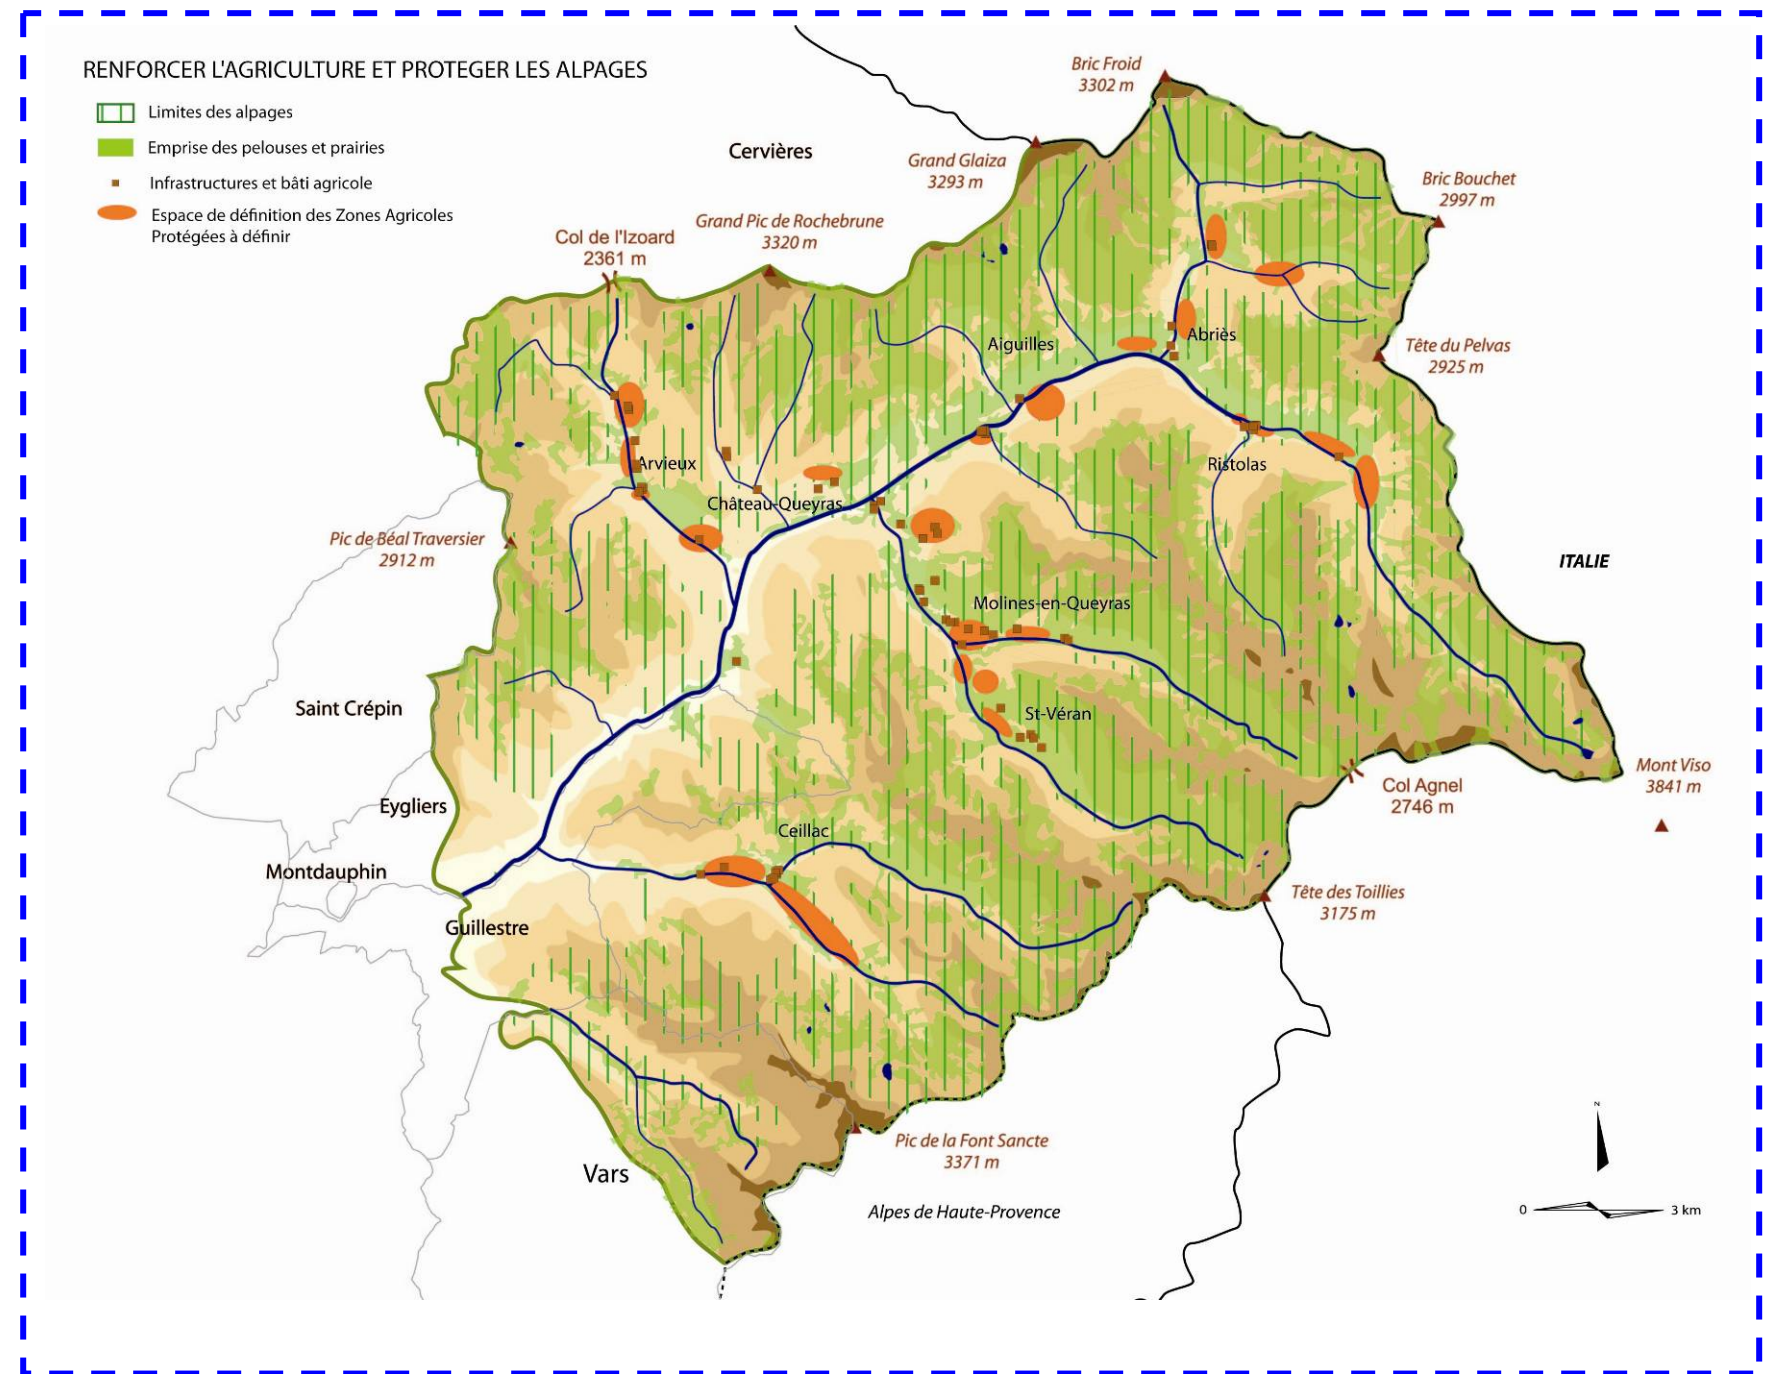 RENFORCER L'AGRICULTURE ET PROTEGER LES ALPAGES
Limites des alpages
Emprise des pelouses et prairies
Infrastructures et bâti agricole
Espace de définition des Zones Agricoles
Protégées à définir
Bric Froid
3302 m
Cervières
Grand Glaiza
3293 m
Bric Bouchet
2997 m
Grand Pic de Rochebrune
3320 m
Col de l'Izoard
2361 m
Aiguilles
Abriès
Tête du Pelvas
2925 m
Arvieux
Ristolas
Château-Queyras
Pic de Béal Traversier
2912 m
ITALIE
Molines-en-Queyras
Saint Crépin
St-Véran
Mont Viso
3841 m
Col Agnel
2746 m
Eygliers
Ceillac
Montdauphin
Tête des Toillies
3175 m
Guillestre
N
Pic de la Font Sancte
3371 m
Vars
Alpes de Haute-Provence
0 3 km